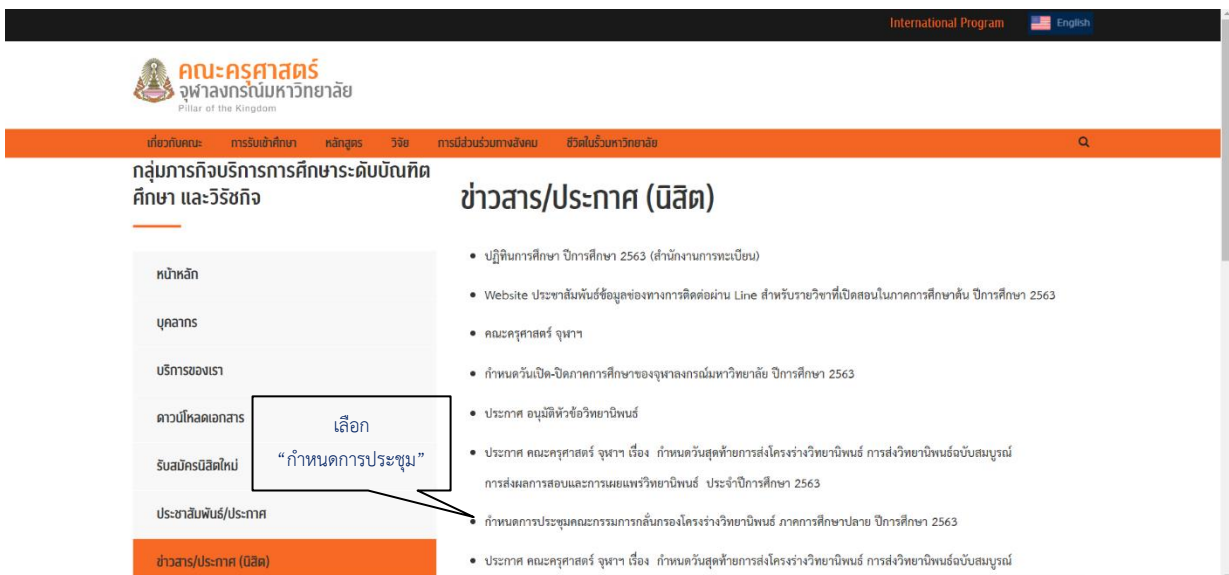 International Program
English
คณะครุศาสตร์
จุฬาลงกรณ์มหาวิทยาลัย
Pillar of the Kingdom
เกี่ยวกับคณะ การรับเข้าศึกษา หลักสูตร วิจัย การมีส่วนร่วมทางสังคม ชีวิตในรั้วมหาวิทยาลัย
กลุ่มภารกิจบริการการศึกษาระดับบัณฑิต
ศึกษา และวิรัชกิจ
หน้าหลัก
บุคลากร
บริการของเรา
ดาวน์โหลดเอกสาร
รับสมัครนิสิตใหม่
ประชาสัมพันธ์/ประกาศ
ข่าวสาร/ประกาศ (นิสิต)
เลือก
“กำหนดการประชุม”
ข่าวสาร/ประกาศ (นิสิต)
• ปฏิทินการศึกษา ปีการศึกษา 2563 (สำนักงานการทะเบียน)
• Website ประชาสัมพันธ์ข้อมูลช่องทางการติดต่อผ่าน Line สำหรับรายวิชาที่เปิดสอนในภาคการศึกษาต้น ปีการศึกษา 2563
• คณะครุศาสตร์ จุฬาฯ
• กำหนดวันเปิด-ปิดภาคการศึกษาของจุฬาลงกรณ์มหาวิทยาลัย ปีการศึกษา 2563
• ประกาศ อนุมัติหัวข้อวิทยานิพนธ์
• ประกาศ คณะครุศาสตร์ จุฬาฯ เรื่อง กำหนดวันสุดท้ายการส่งโครงร่างวิทยานิพนธ์ การส่งวิทยานิพนธ์ฉบับสมบูรณ์
การส่งผลการสอบและการเผยแพร่วิทยานิพนธ์ ประจำปีการศึกษา 2563
• กำหนดการประชุมคณะกรรมการกลั่นกรองโครงร่างวิทยานิพนธ์ ภาคการศึกษาปลาย ปีการศึกษา 2563
• ประกาศ คณะครุศาสตร์ จุฬาฯ เรื่อง กำหนดวันสุดท้ายการส่งโครงร่างวิทยานิพนธ์ การส่งวิทยานิพนธ์ฉบับสมบูรณ์